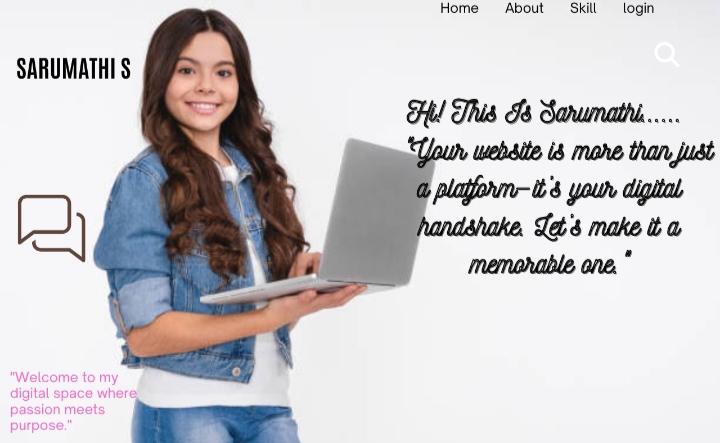 Home About Skill login
SARUMATHI S
Hi! This Is Sarumathi......
"Your website is more than just
a platform—it's your digital
handshake. Let's make it a
memorable one."
"Welcome to my
digital space where
passion meets
purpose."